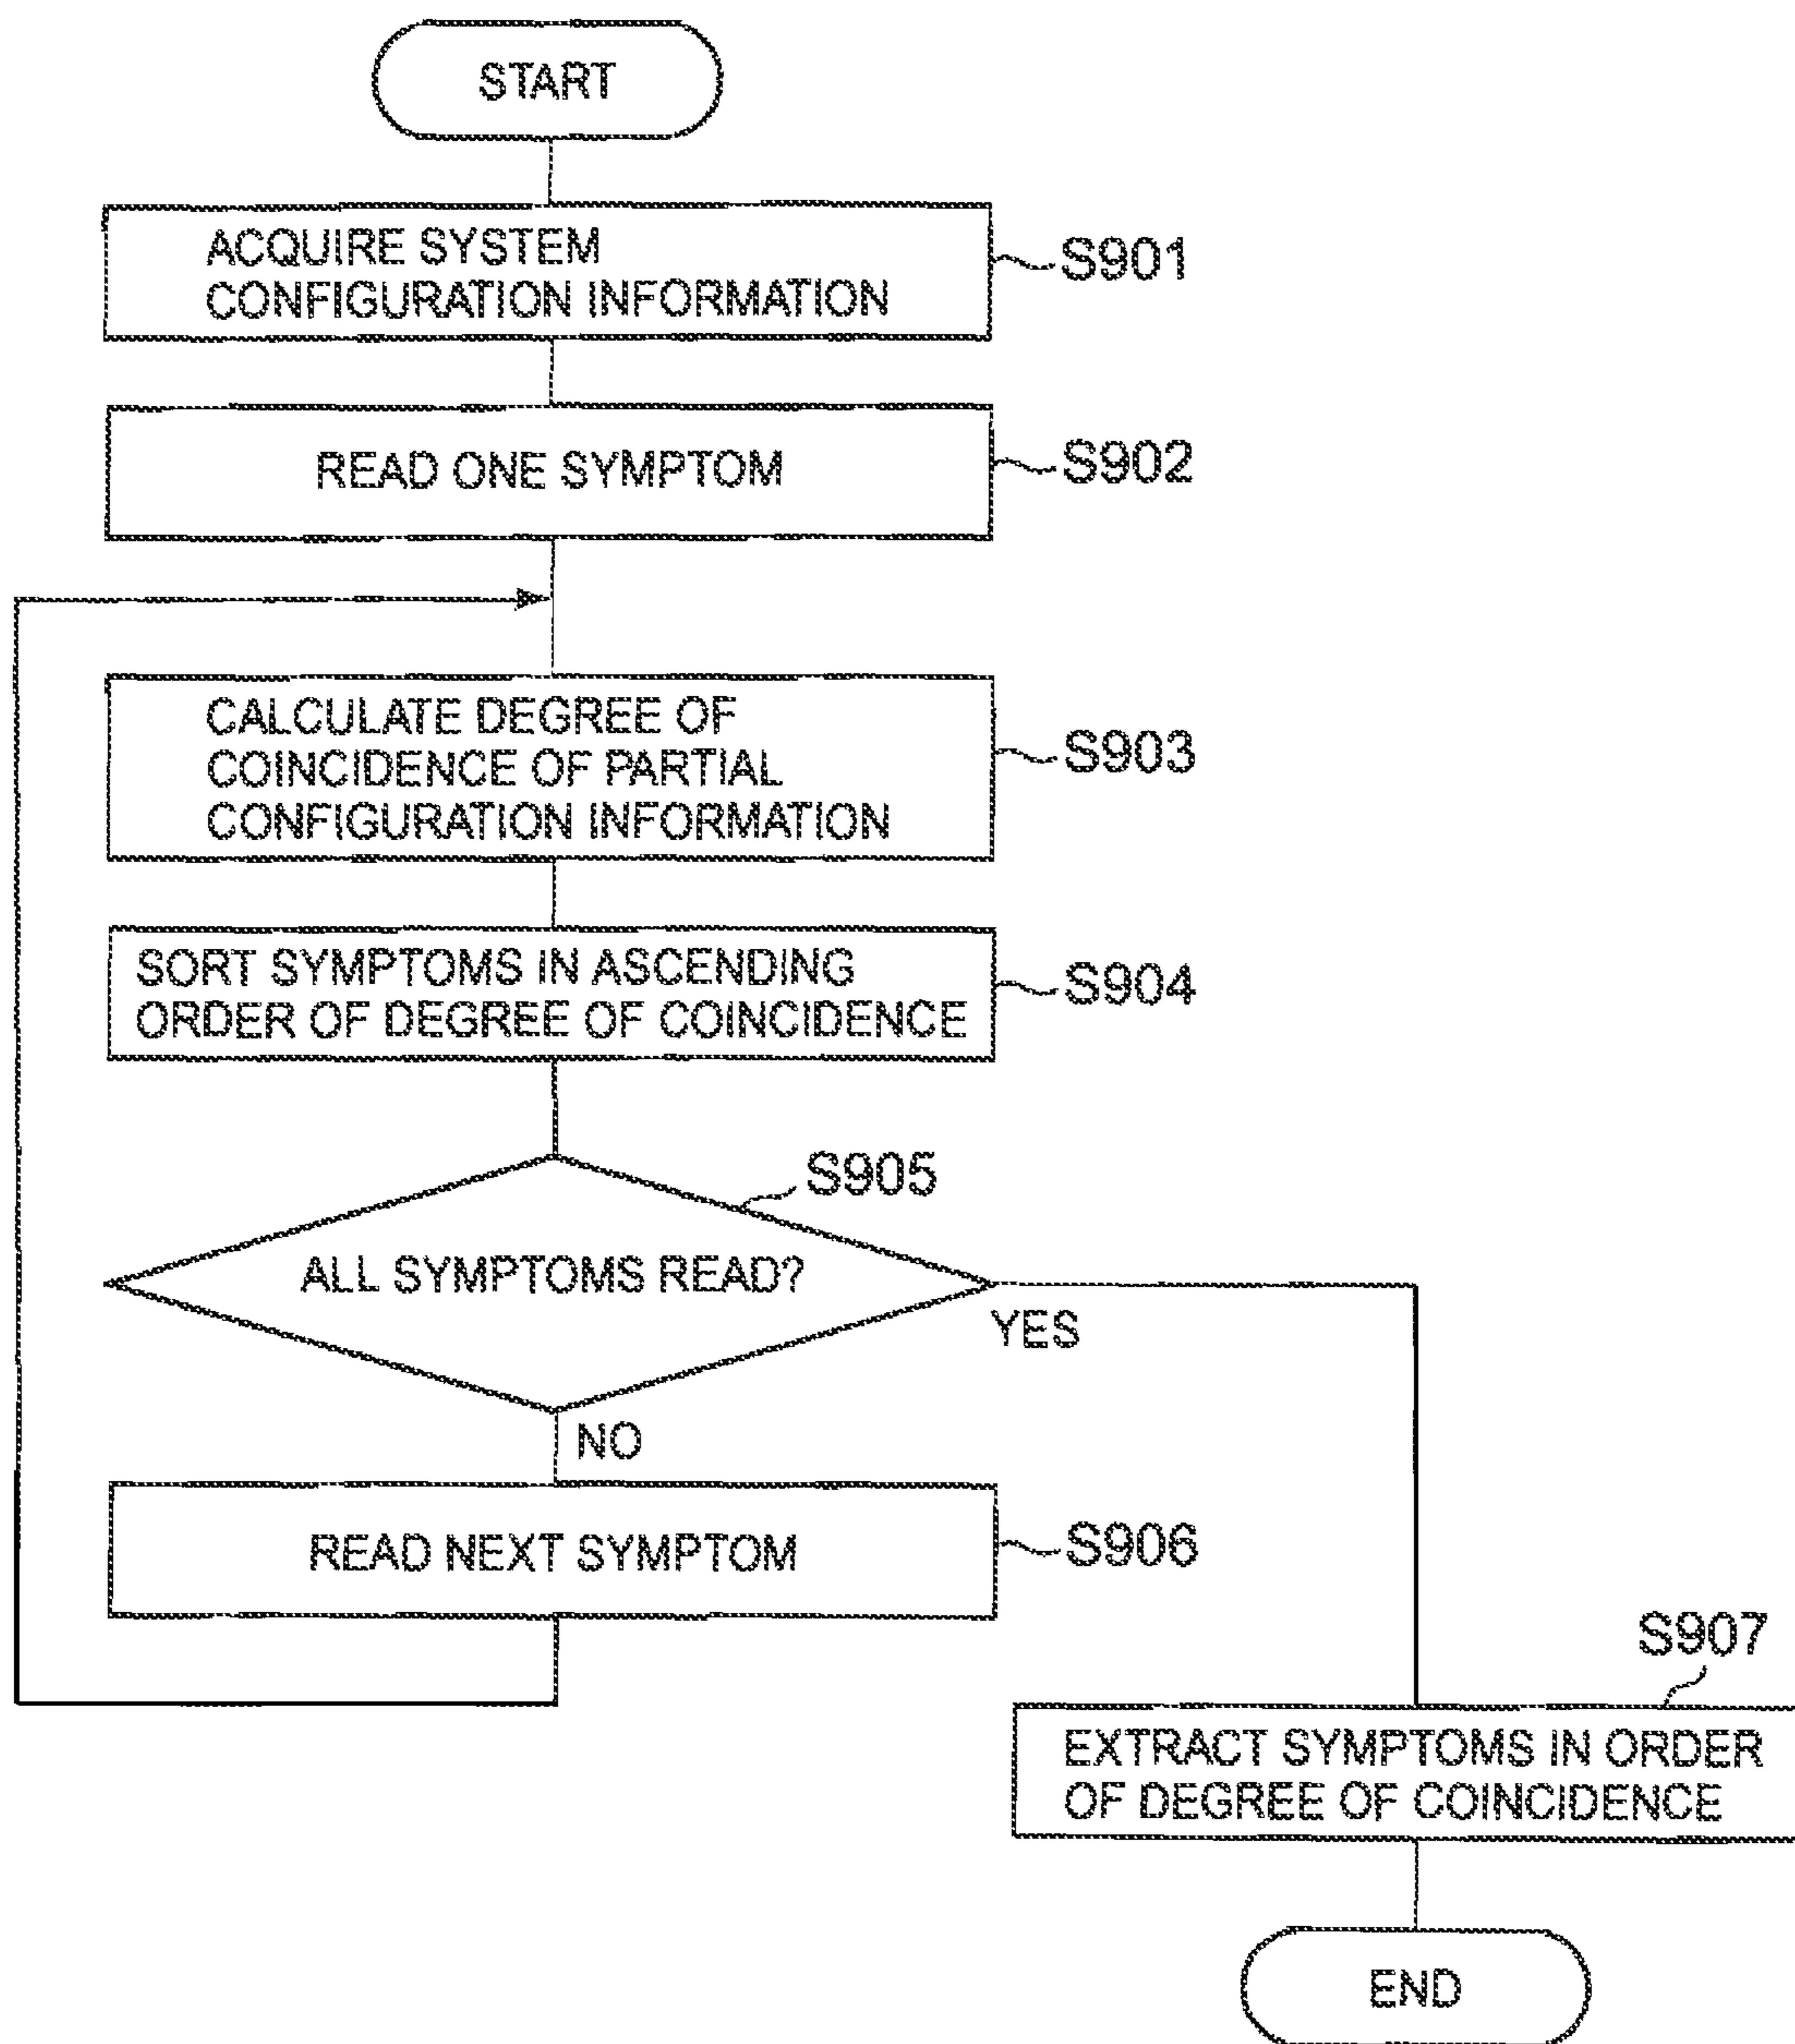 START
ACQUIRE SYSTEM
CONFIGURATION INFORMATION
S901
READ ONE SYMPTOM
S902
CALCULATE DEGREE OF
COINCIDENCE OF PARTIAL
CONFIGURATION INFORMATION
S903
SORT SYMPTOMS IN ASCENDING
ORDER OF DEGREE OF COINCIDENCE
S904
S905
ALL SYMPTOMS READ?
YES
NO
READ NEXT SYMPTOM
S906
S907
EXTRACT SYMPTOMS IN ORDER
OF DEGREE OF COINCIDENCE
END